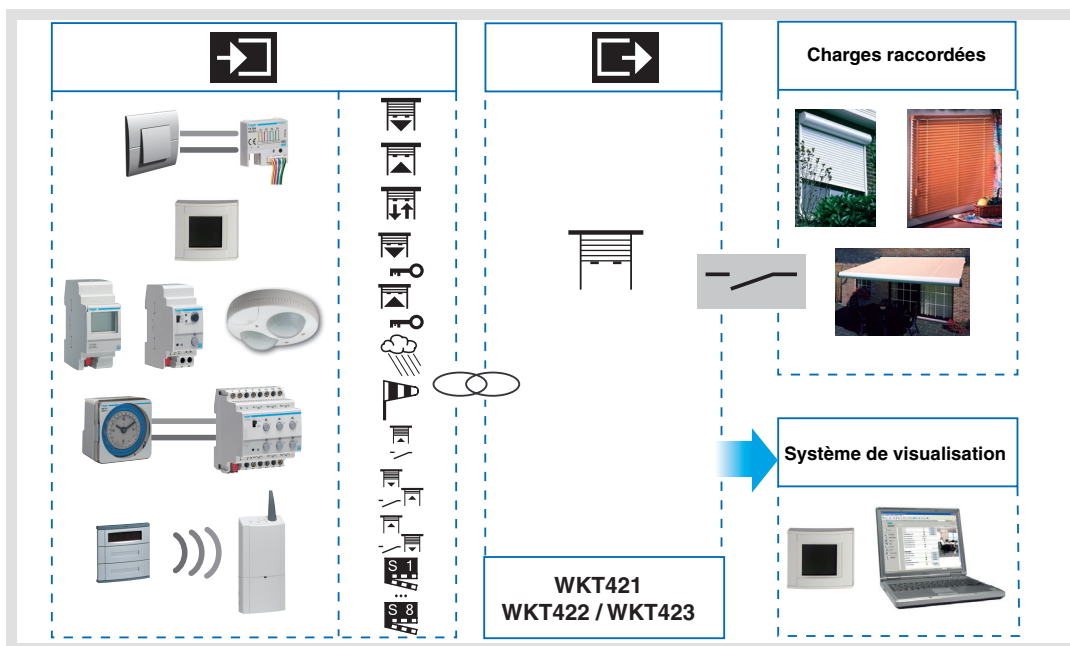 Charges raccordées
S 1
...
S 8
Système de visualisation
WKT421
WKT422 / WKT423